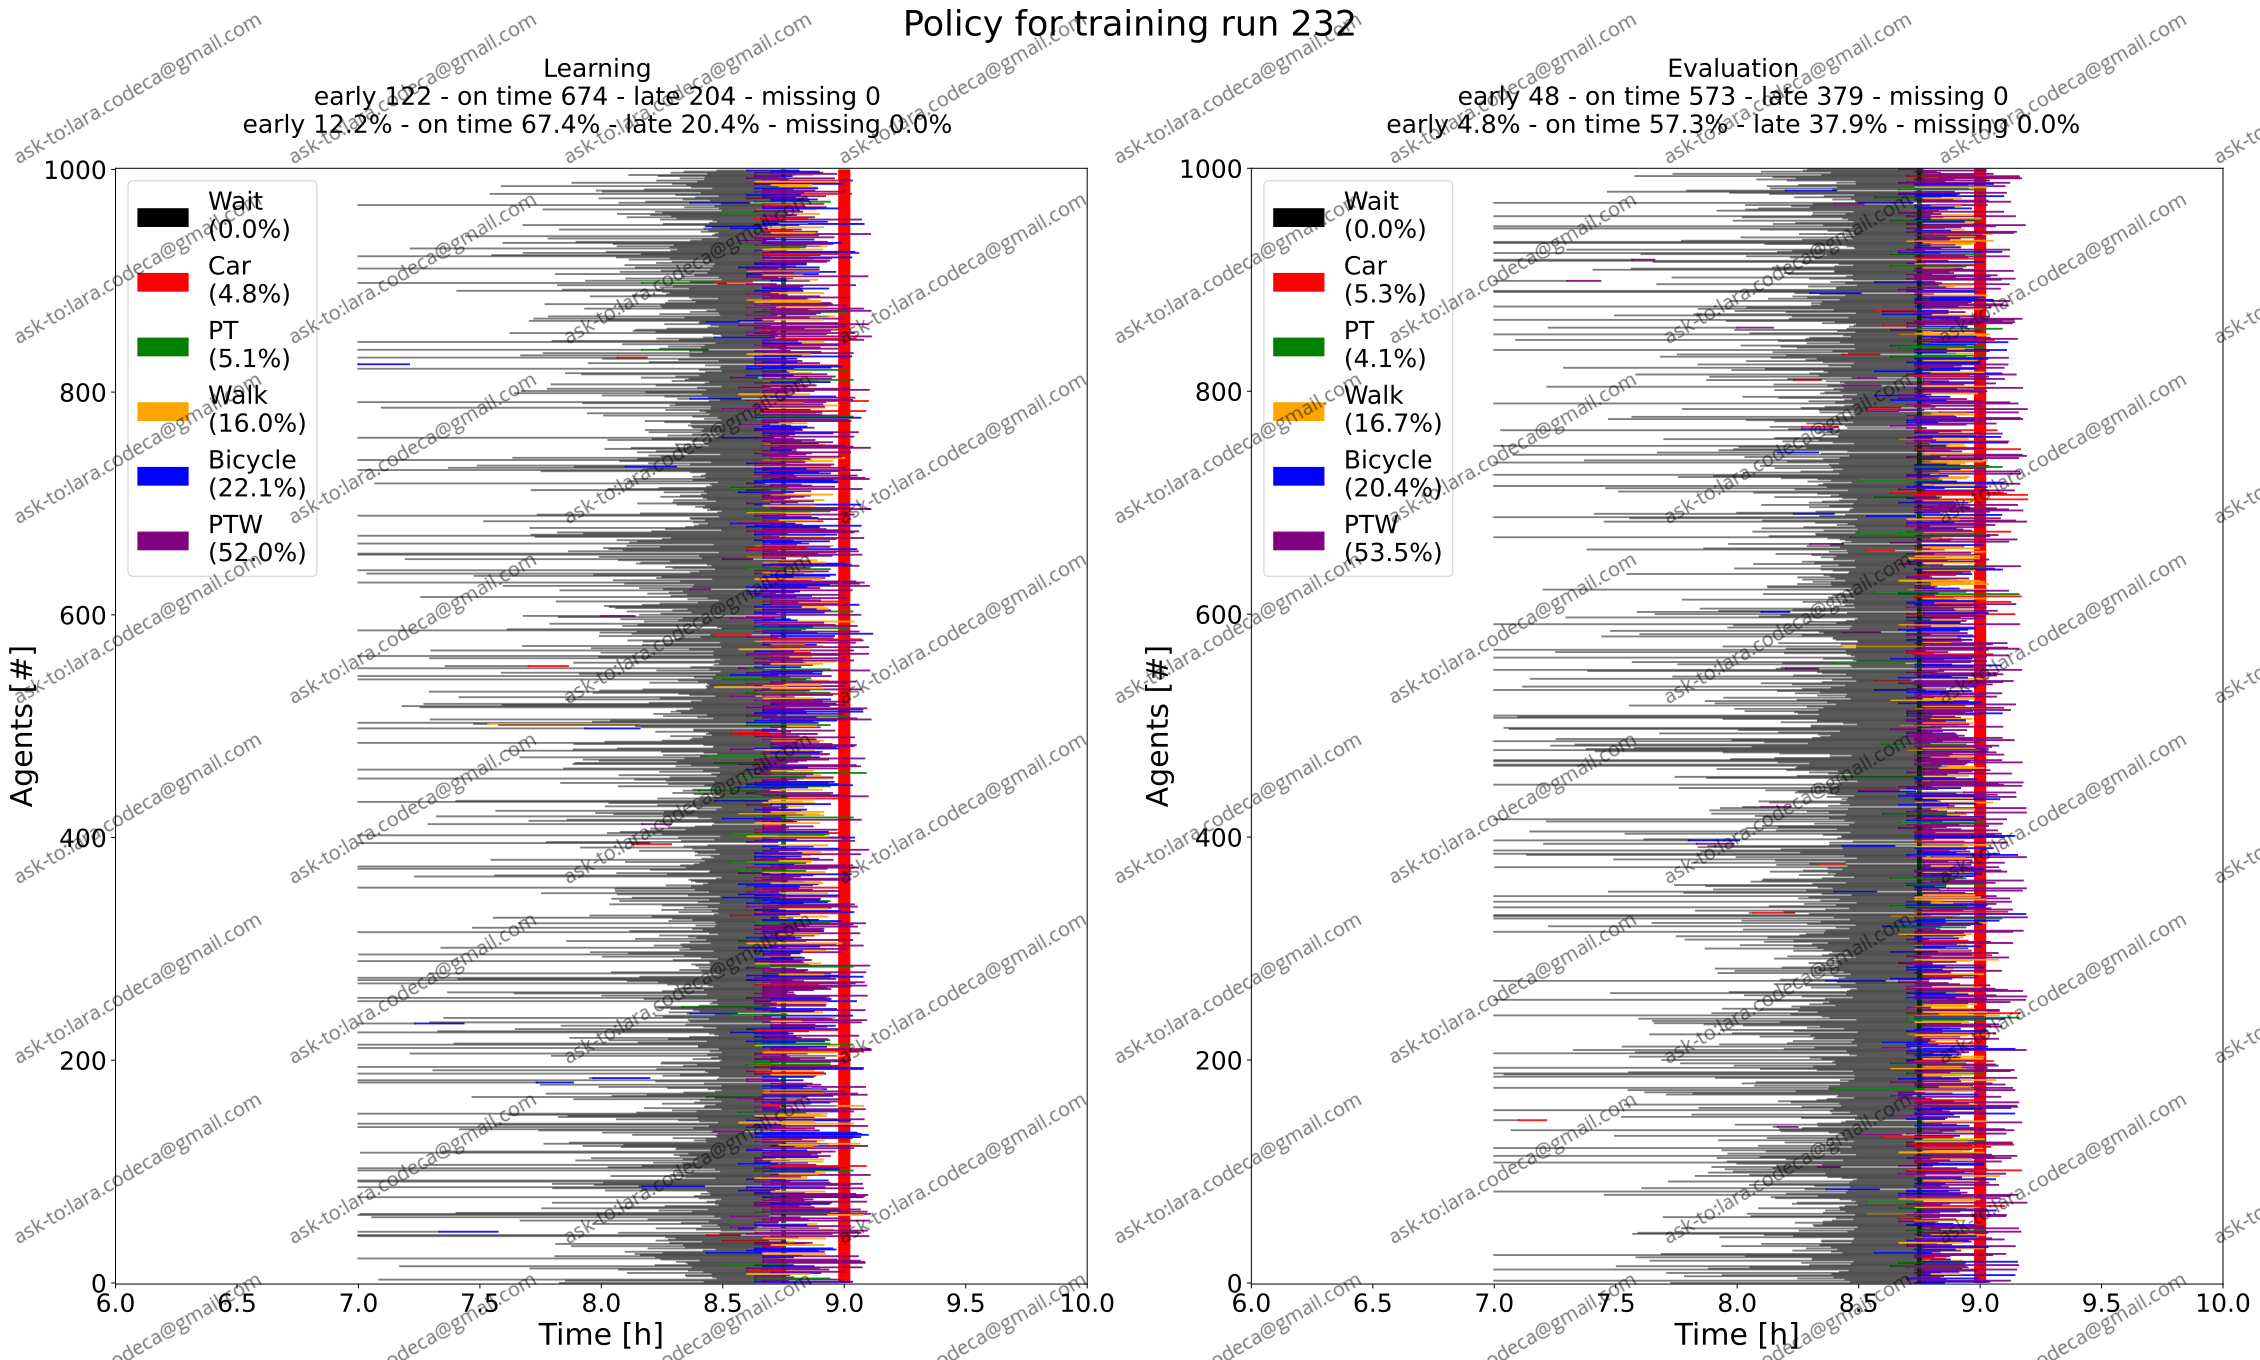 Policy for training run 232
Learning
early 122 - on time 674 - late 204 - missing 0
early 12.2% - on time 67.4% - late 20.4% - missing 0.0%
1000
800
600
400
200
0
Agents [#]
Wait
(0.0%)
Car
(4.8%)
PT
(5.1%)
Walk
(16.0%)
Bicycle
(22.1%)
PTW
(52.0%)
6.0 6.5 7.0 7.5 8.0 8.5 9.0 9.5 10.0
Time [h]
Evaluation
early 48 - on time 573 - late 379 - missing 0
early 4.8% - on time 57.3% - late 37.9% - missing 0.0%
1000
800
600
400
200
0
Agents [#]
Wait
(0.0%)
Car
(5.3%)
PT
(4.1%)
Walk
(16.7%)
Bicycle
(20.4%)
PTW
(53.5%)
6.0 6.5 7.0 7.5 8.0 8.5 9.0 9.5 10.0
Time [h]
ask-to:lara.codeca@gmail.com